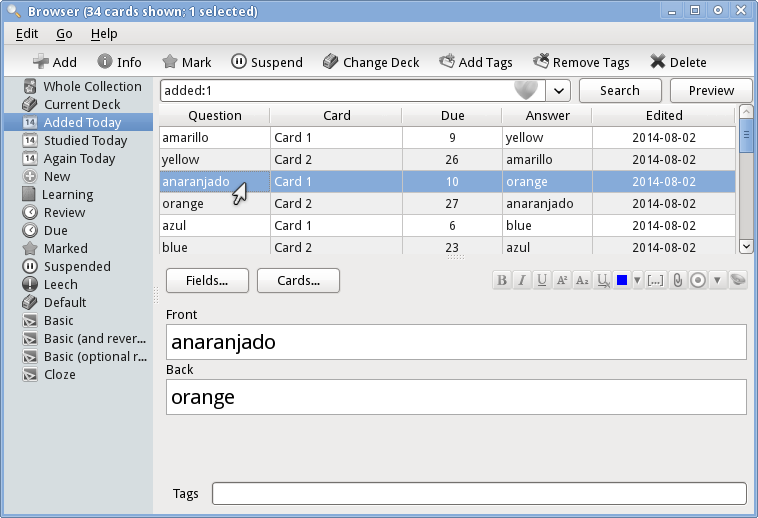 Browser (34 cards shown; 1 selected)
Edit Go Help
Add Info Mark Suspend Change Deck Add Tags Remove Tags Delete
Whole Collection
Current Deck
14 Added Today
14 Studied Today
14 Again Today
New
Learning
Review
Due
Marked
Suspended
Leech
Default
Basic
Basic (and rever...
Basic (optional r...
Cloze
added:1 Search Preview
Question Card Due Answer Edited
amarillo Card 1 9 yellow 2014-08-02
yellow Card 2 26 amarillo 2014-08-02
anaranjado Card 1 10 orange 2014-08-02
orange Card 2 27 anaranjado 2014-08-02
azul Card 1 6 blue 2014-08-02
blue Card 2 23 azul 2014-08-02
Fields... Cards... B I U A² A₂ U [...]
Front
anaranjado
Back
orange
Tags